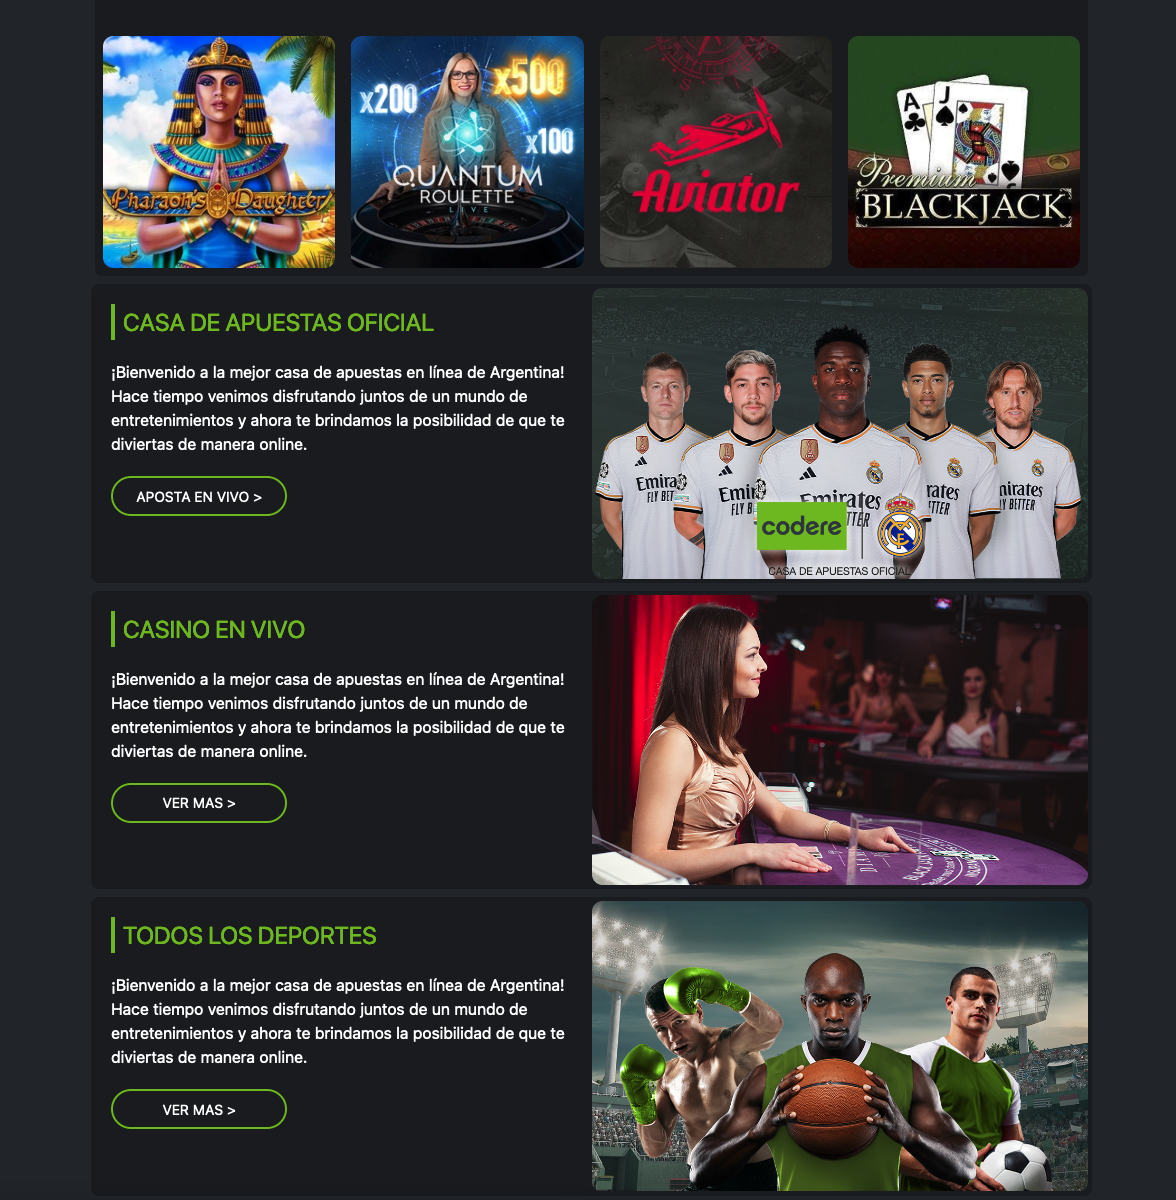 Pharaoh's Daughter
x200
x500
x100
QUANTUM
ROULETTE
LIVE
Aviator
A
J
Premium
BLACKJACK
CASA DE APUESTAS OFICIAL
¡Bienvenido a la mejor casa de apuestas en línea de Argentina!
Hace tiempo venimos disfrutando juntos de un mundo de
entretenimientos y ahora te brindamos la posibilidad de que te
diviertas de manera online.
APOSTA EN VIVO >
Emirates
FLY BETTER
codere
CASA DE APUESTAS OFICIAL
CASINO EN VIVO
¡Bienvenido a la mejor casa de apuestas en línea de Argentina!
Hace tiempo venimos disfrutando juntos de un mundo de
entretenimientos y ahora te brindamos la posibilidad de que te
diviertas de manera online.
VER MAS >
TODOS LOS DEPORTES
¡Bienvenido a la mejor casa de apuestas en línea de Argentina!
Hace tiempo venimos disfrutando juntos de un mundo de
entretenimientos y ahora te brindamos la posibilidad de que te
diviertas de manera online.
VER MAS >